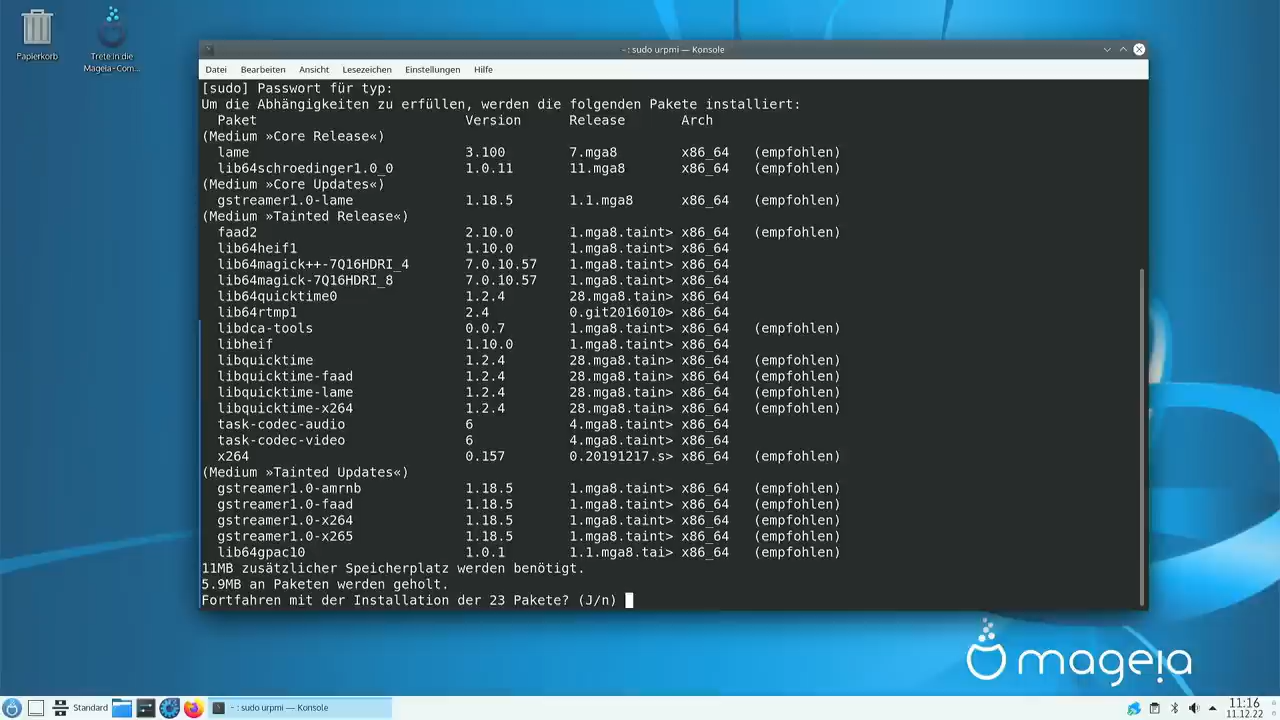 Papierkorb
Trete in die
Mageia-Com...
- : sudo urpmi — Konsole
Datei Bearbeiten Ansicht Lesezeichen Einstellungen Hilfe
[sudo] Passwort für typ:
Um die Abhängigkeiten zu erfüllen, werden die folgenden Pakete installiert:
Paket Version Release Arch
(Medium »Core Release«)
lame 3.100 7.mga8 x86_64 (empfohlen)
lib64schroedinger1.0_0 1.0.11 11.mga8 x86_64 (empfohlen)
(Medium »Core Updates«)
gstreamer1.0-lame 1.18.5 1.1.mga8 x86_64 (empfohlen)
(Medium »Tainted Release«)
faad2 2.10.0 1.mga8.taint> x86_64 (empfohlen)
lib64heif1 1.10.0 1.mga8.taint> x86_64
lib64magick++-7Q16HDRI_4 7.0.10.57 1.mga8.taint> x86_64
lib64magick-7Q16HDRI_8 7.0.10.57 1.mga8.taint> x86_64
lib64quicktime0 1.2.4 28.mga8.tain> x86_64
lib64rtmp1 2.4 0.git2016010> x86_64
libdca-tools 0.0.7 1.mga8.taint> x86_64 (empfohlen)
libheif 1.10.0 1.mga8.taint> x86_64
libquicktime 1.2.4 28.mga8.tain> x86_64 (empfohlen)
libquicktime-faad 1.2.4 28.mga8.tain> x86_64 (empfohlen)
libquicktime-lame 1.2.4 28.mga8.tain> x86_64 (empfohlen)
libquicktime-x264 1.2.4 28.mga8.tain> x86_64 (empfohlen)
task-codec-audio 6 4.mga8.taint> x86_64
task-codec-video 6 4.mga8.taint> x86_64
x264 0.157 0.20191217.s> x86_64 (empfohlen)
(Medium »Tainted Updates«)
gstreamer1.0-amrnb 1.18.5 1.mga8.taint> x86_64 (empfohlen)
gstreamer1.0-faad 1.18.5 1.mga8.taint> x86_64 (empfohlen)
gstreamer1.0-x264 1.18.5 1.mga8.taint> x86_64 (empfohlen)
gstreamer1.0-x265 1.18.5 1.mga8.taint> x86_64 (empfohlen)
lib64gpac10 1.0.1 1.1.mga8.tai> x86_64 (empfohlen)
11MB zusätzlicher Speicherplatz werden benötigt.
5.9MB an Paketen werden geholt.
Fortfahren mit der Installation der 23 Pakete? (J/n)
mageia
Standard
- : sudo urpmi — Konsole
11:16
11.12.22